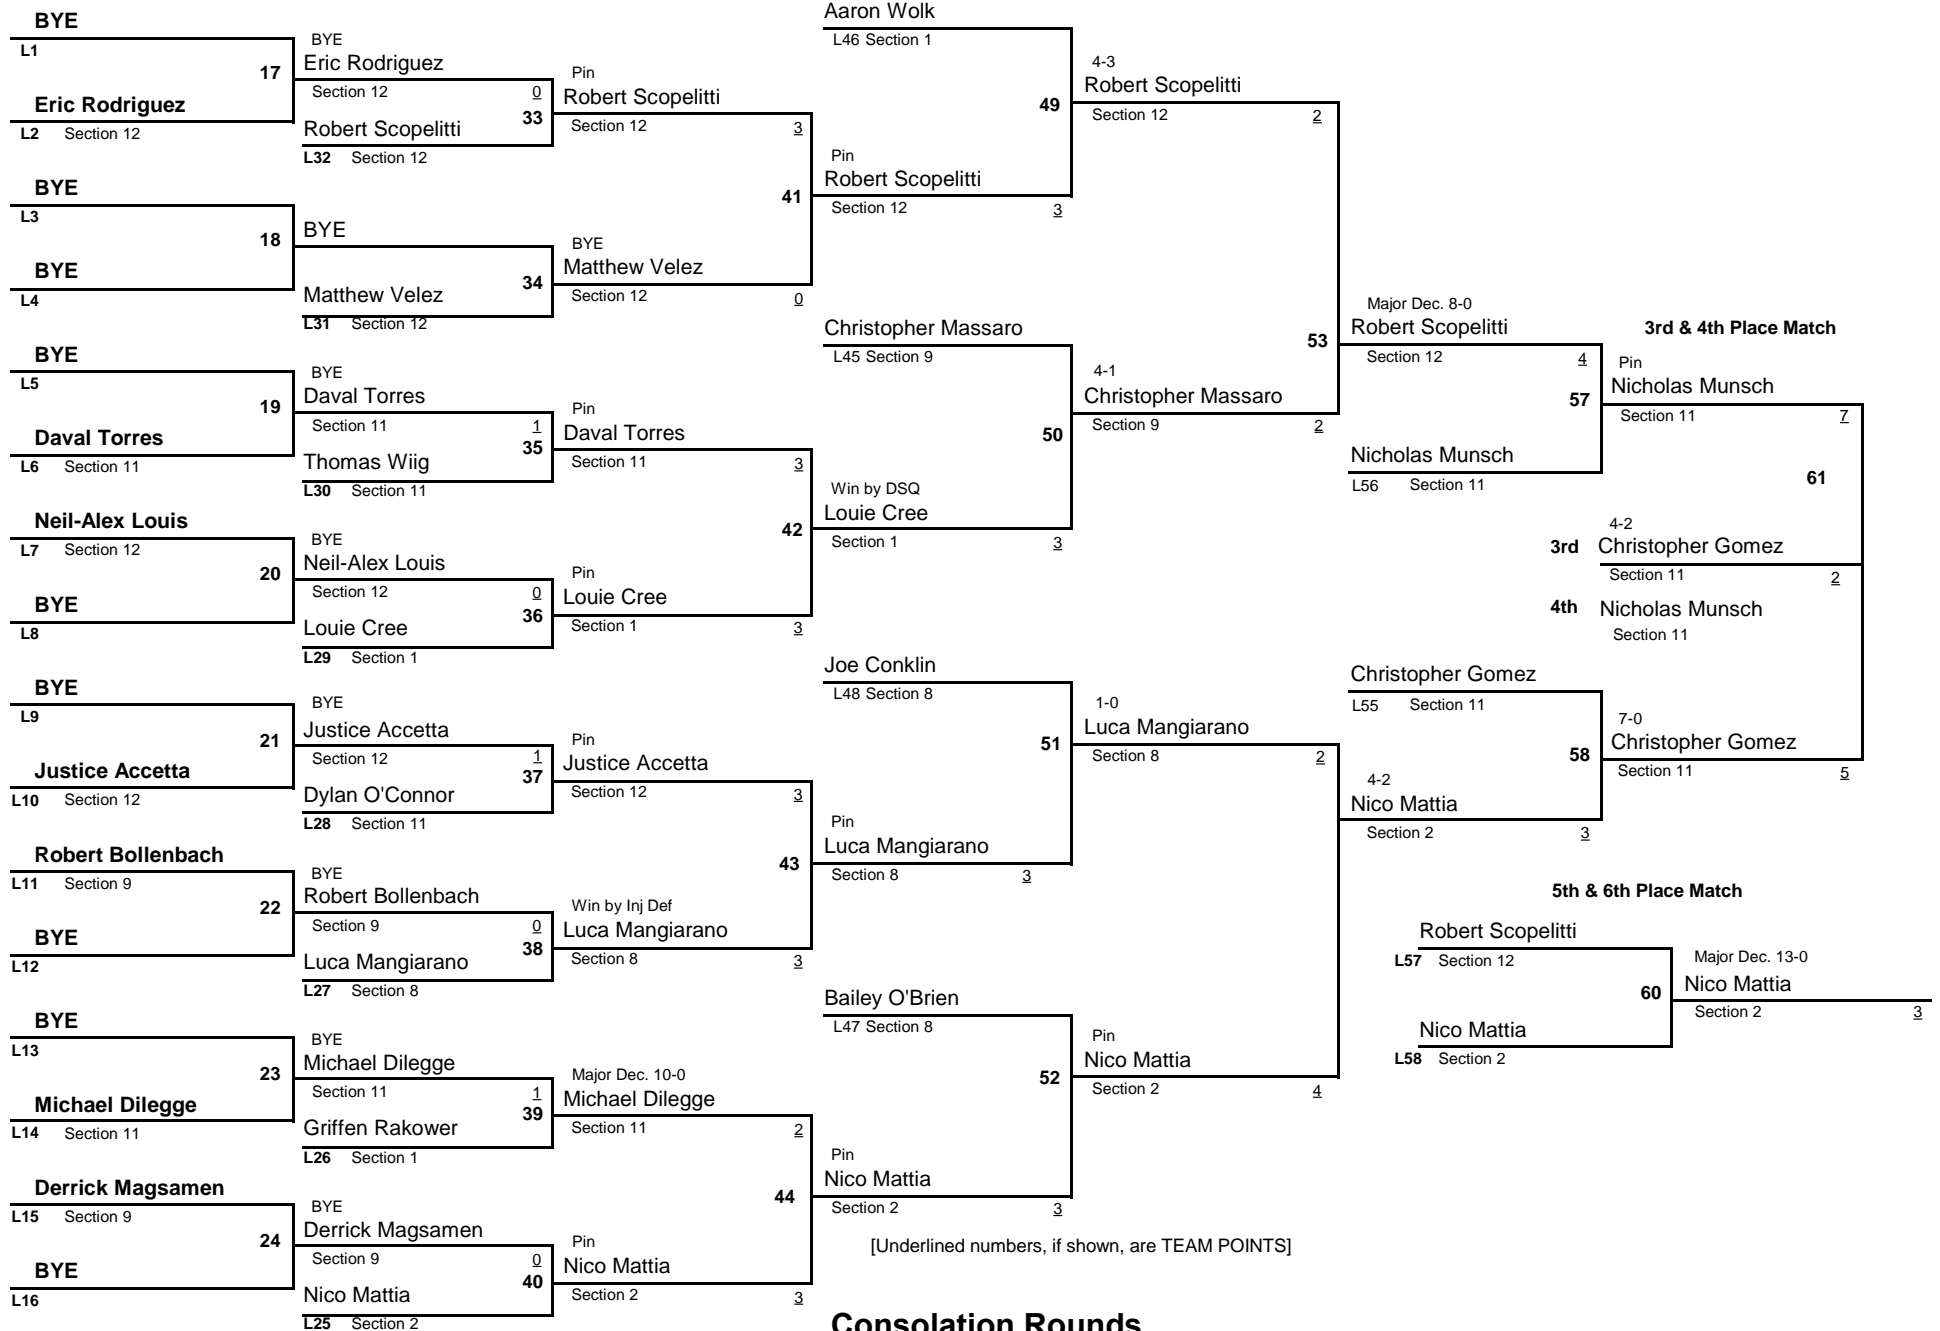 BYE
L1
17
Eric Rodriguez
L2 Section 12
BYE
L3
18
BYE
L4
BYE
L5
19
Daval Torres
L6 Section 11
Neil-Alex Louis
L7 Section 12
20
BYE
L8
BYE
L9
21
Justice Accetta
L10 Section 12
Robert Bollenbach
L11 Section 9
22
BYE
L12
BYE
L13
23
Michael Dilegge
L14 Section 11
Derrick Magsamen
L15 Section 9
24
BYE
L16
BYE
Eric Rodriguez
Section 12 0
33
Robert Scopelitti
L32 Section 12
BYE
34
Matthew Velez
L31 Section 12
BYE
Daval Torres
Section 11 1
35
Thomas Wiig
L30 Section 11
BYE
Neil-Alex Louis
Section 12 0
36
Louie Cree
L29 Section 1
BYE
Justice Accetta
Section 12 1
37
Dylan O'Connor
L28 Section 11
BYE
Robert Bollenbach
Section 9 0
38
Luca Mangiarano
L27 Section 8
BYE
Michael Dilegge
Section 11 1
39
Griffen Rakower
L26 Section 1
BYE
Derrick Magsamen
Section 9 0
40
Nico Mattia
L25 Section 2
Pin
Robert Scopelitti
Section 12 3
41
BYE
Matthew Velez
Section 12 0
Pin
Daval Torres
Section 11 3
42
Pin
Louie Cree
Section 1 3
Pin
Justice Accetta
Section 12 3
43
Win by Inj Def
Luca Mangiarano
Section 8 3
Major Dec. 10-0
Michael Dilegge
Section 11 2
44
Pin
Nico Mattia
Section 2 3
Aaron Wolk
L46 Section 1
49
Pin
Robert Scopelitti
Section 12 3
Christopher Massaro
L45 Section 9
50
Win by DSQ
Louie Cree
Section 1 3
Joe Conklin
L48 Section 8
51
Pin
Luca Mangiarano
Section 8 3
Bailey O'Brien
L47 Section 8
52
Pin
Nico Mattia
Section 2 3
4-3
Robert Scopelitti
Section 12 2
53
4-1
Christopher Massaro
Section 9 2
1-0
Luca Mangiarano
Section 8 2
Pin
Nico Mattia
Section 2 4
Major Dec. 8-0
Robert Scopelitti
Section 12 4
57
Nicholas Munsch
L56 Section 11
Christopher Gomez
L55 Section 11
58
4-2
Nico Mattia
Section 2 3
3rd & 4th Place Match
Pin
Nicholas Munsch
Section 11 7
61
4-2
3rd Christopher Gomez
Section 11 2
4th Nicholas Munsch
Section 11
7-0
Christopher Gomez
Section 11 5
5th & 6th Place Match
Robert Scopelitti
L57 Section 12
60
Nico Mattia
L58 Section 2
Major Dec. 13-0
Nico Mattia
Section 2 3
[Underlined numbers, if shown, are TEAM POINTS]
Consolation Rounds